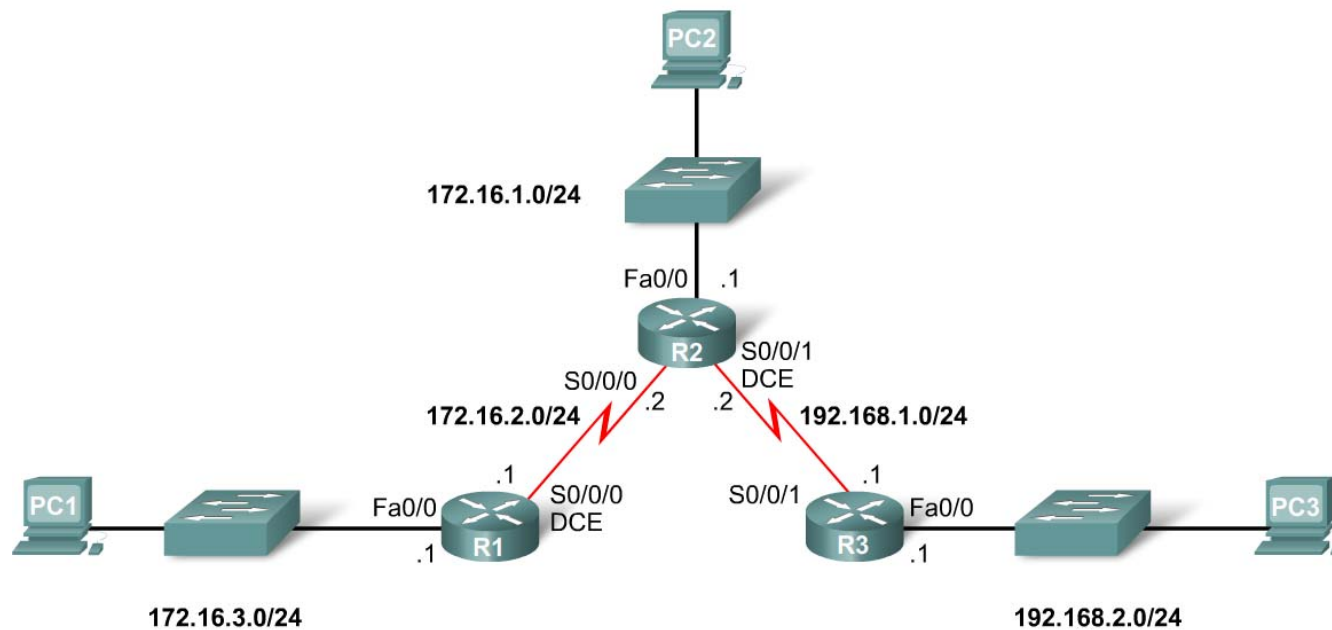 PC2
172.16.1.0/24
Fa0/0 .1
R2
S0/0/1
DCE
S0/0/0
.2 .2
172.16.2.0/24
192.168.1.0/24
.1
S0/0/0
DCE
Fa0/0
.1
R1
PC1
172.16.3.0/24
S0/0/1
.1
Fa0/0
.1
R3
PC3
192.168.2.0/24